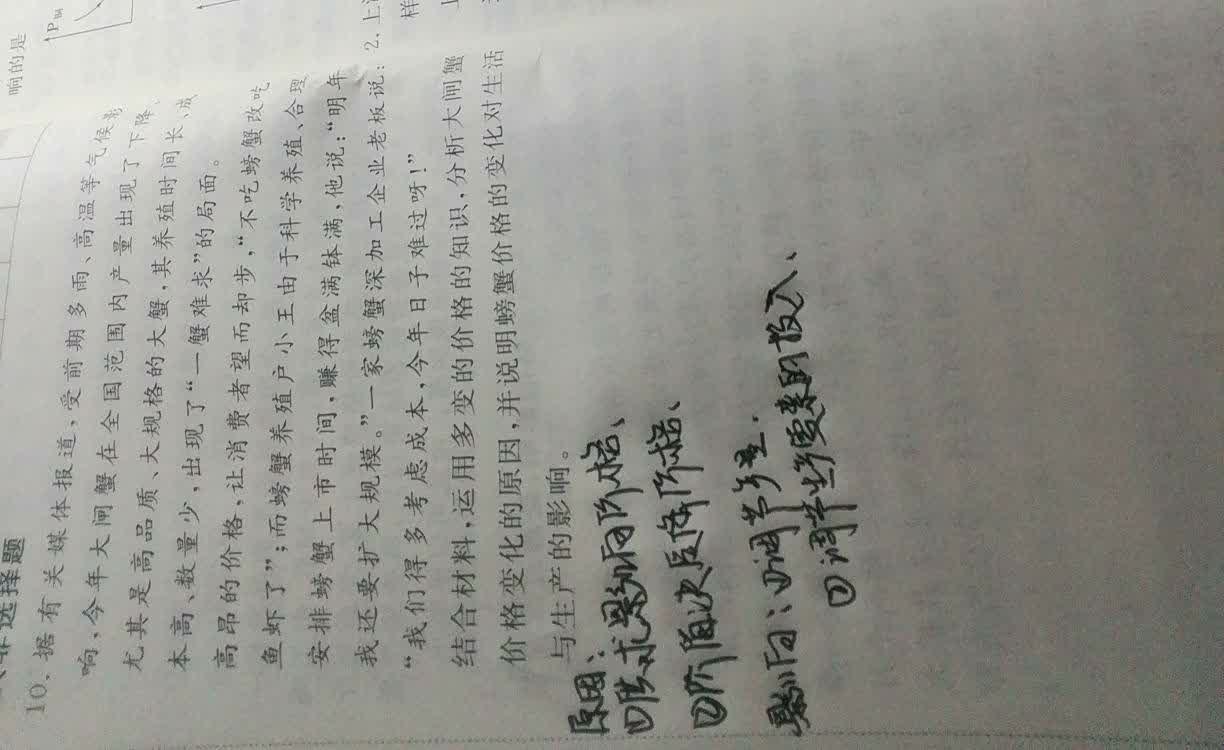 响的是
P
非选择题
10. 据有关媒体报道,受前期多雨、高温等气候影
响,今年大闸蟹在全国范围内产量出现了下降,
尤其是高品质、大规格的大蟹,其养殖时间长、成
本高、数量少,出现了“一蟹难求”的局面。
高昂的价格,让消费者望而却步,“不吃螃蟹改吃
鱼虾了”;而螃蟹养殖户小王由于科学养殖、合理
安排螃蟹上市时间,赚得盆满钵满,他说:“明年
我还要扩大规模。”一家螃蟹深加工企业老板说:
“我们得多考虑成本,今年日子难过呀!”
结合材料,运用多变的价格的知识,分析大闸蟹
价格变化的原因,并说明螃蟹价格的变化对生活
与生产的影响。
2. 上
样
原因:
①供求影响价格、
②价值决定价格、
影响:①调节产量.
②调节生产要素的投入、